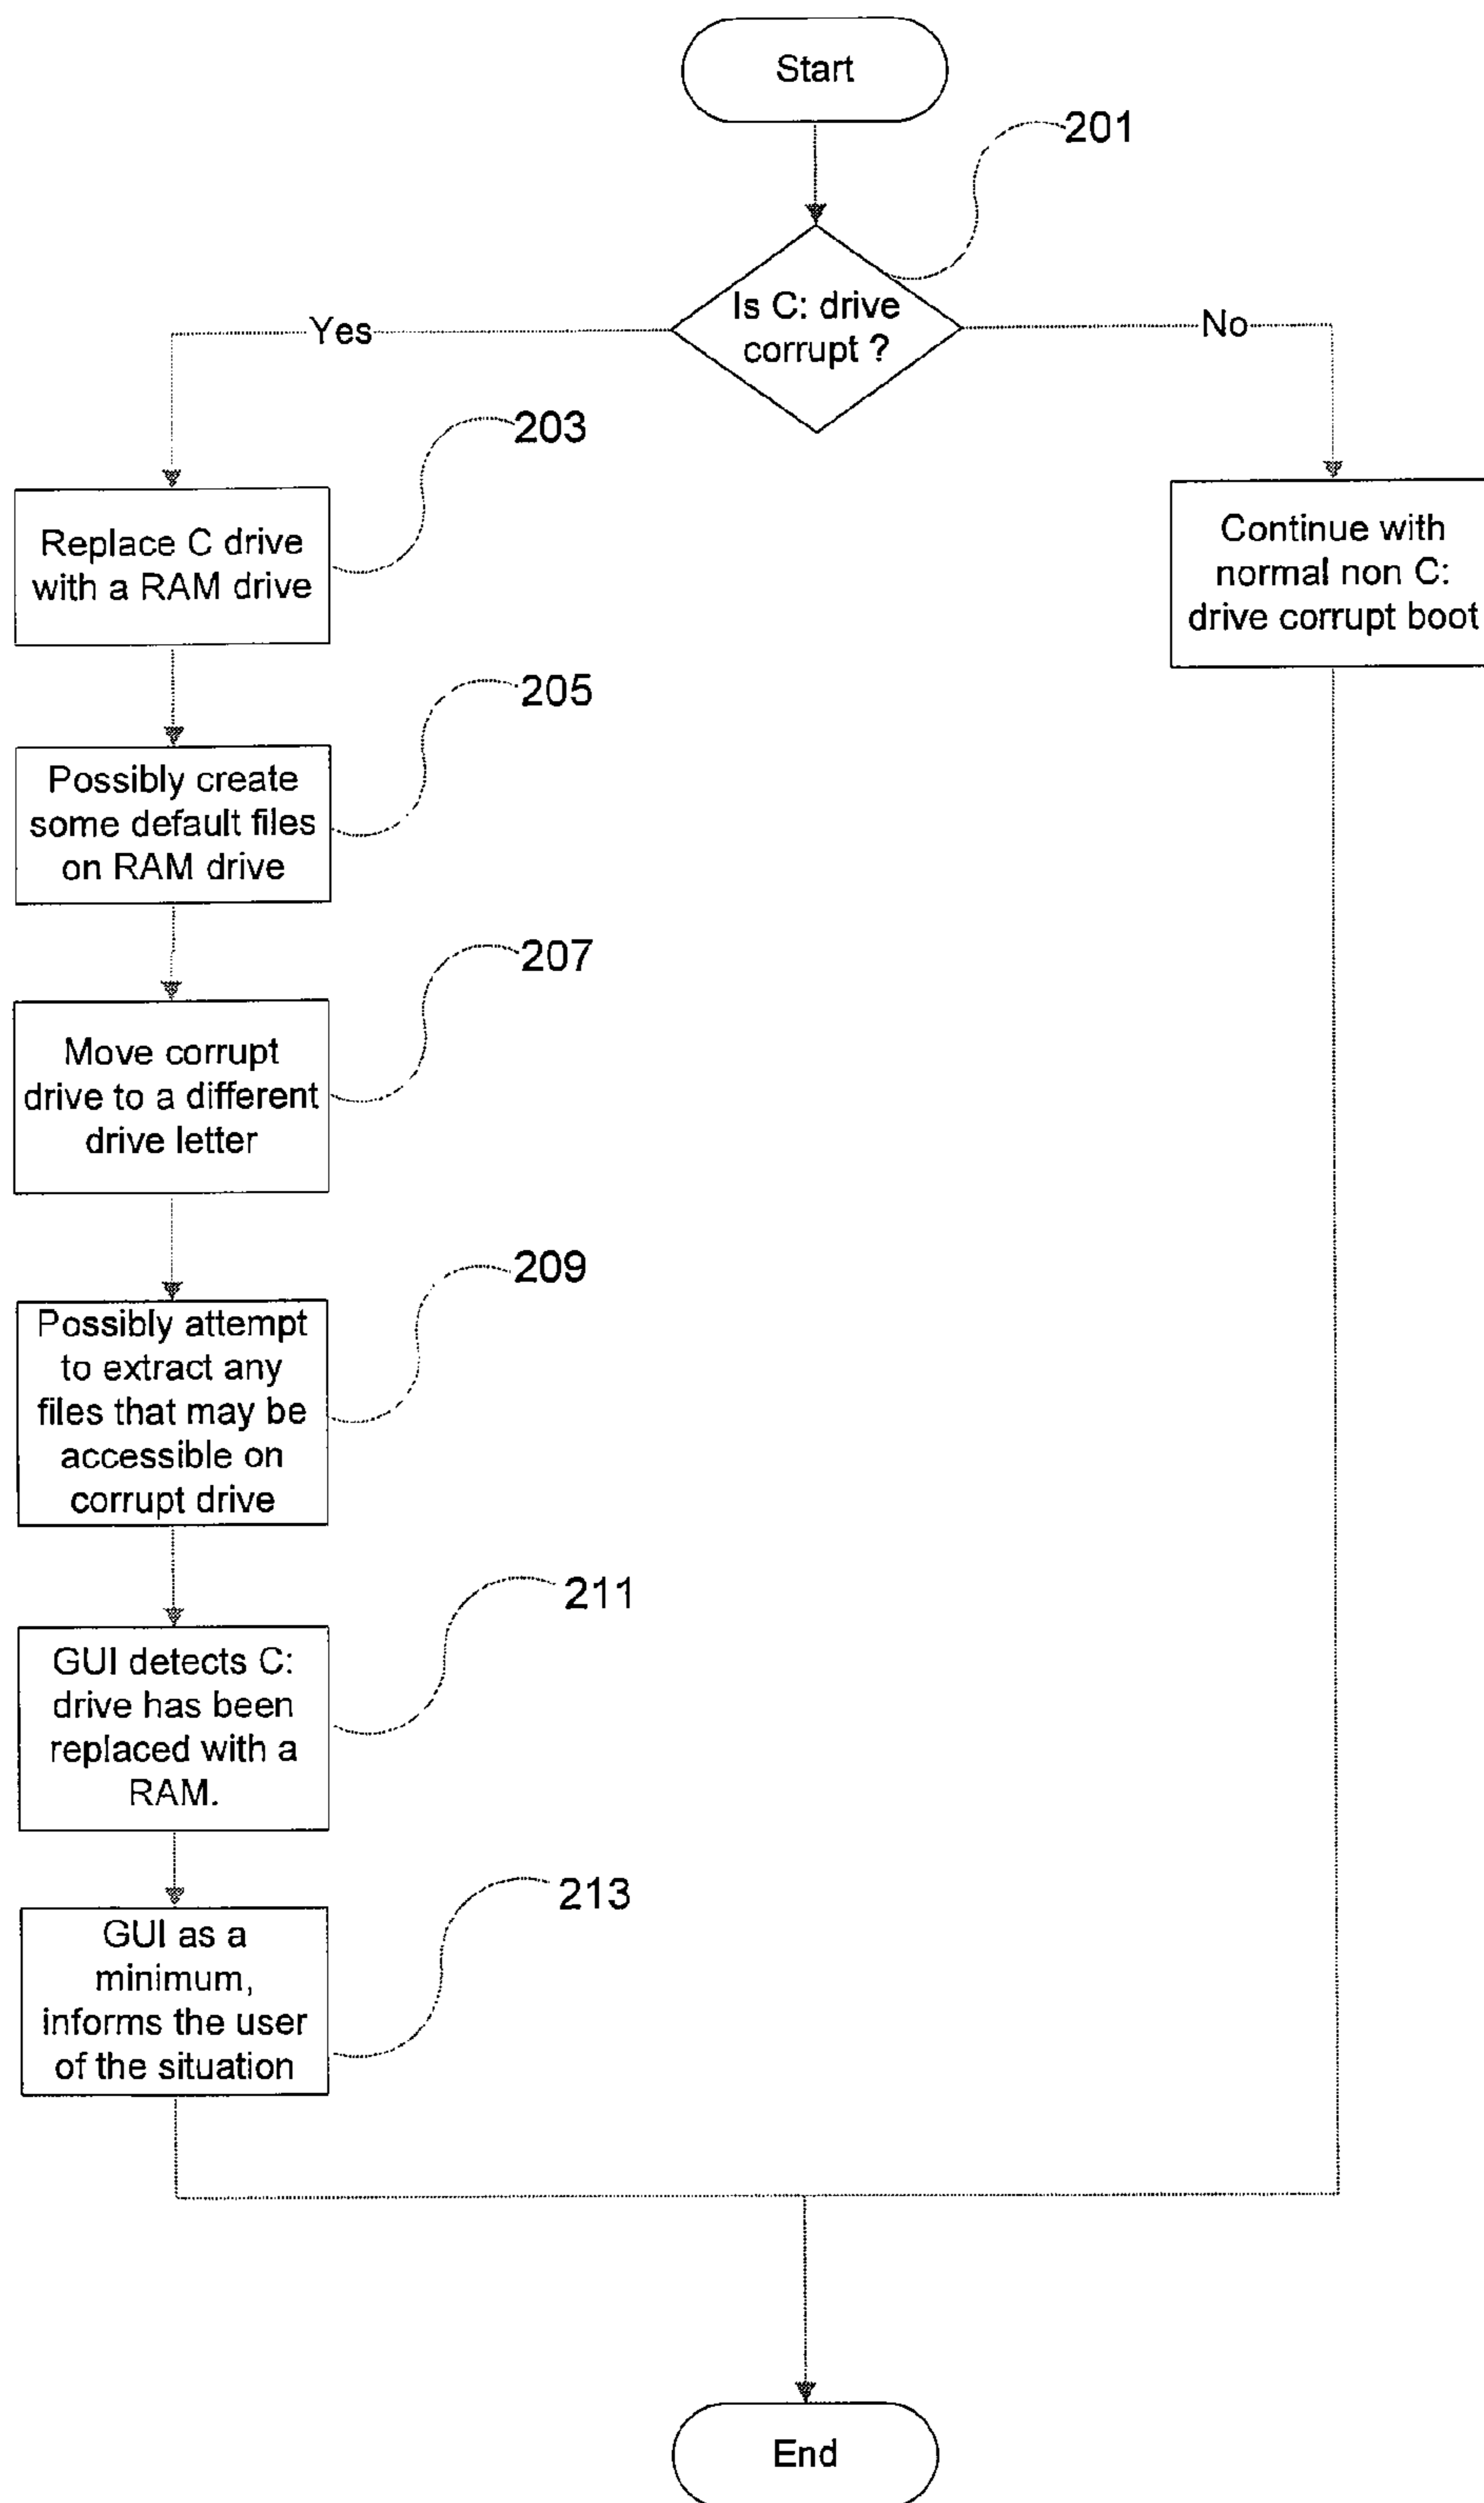 Start
201
Is C: drive
corrupt ?
Yes
No
203
Replace C drive
with a RAM drive
Continue with
normal non C:
drive corrupt boot
205
Possibly create
some default files
on RAM drive
207
Move corrupt
drive to a different
drive letter
209
Possibly attempt
to extract any
files that may be
accessible on
corrupt drive
211
GUI detects C:
drive has been
replaced with a
RAM.
213
GUI as a
minimum,
informs the user
of the situation
End